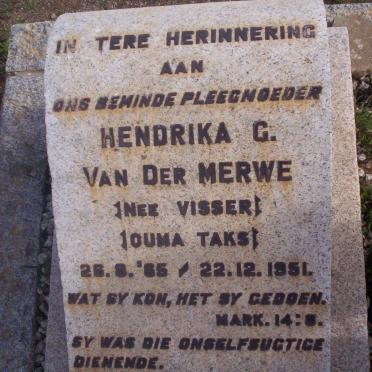 IN TERE HERINNERING
AAN
ONS BEMINDE PLEEGMOEDER
HENDRIKA G.
VAN DER MERWE
(NEE VISSER)
(OUMA TAKS)
26.9.'65 / 22.12.1951.
WAT SY KON, HET SY GEDOEN.
MARK. 14:8.
SY WAS DIE ONSELFSUGTIGE
DIENENDE.